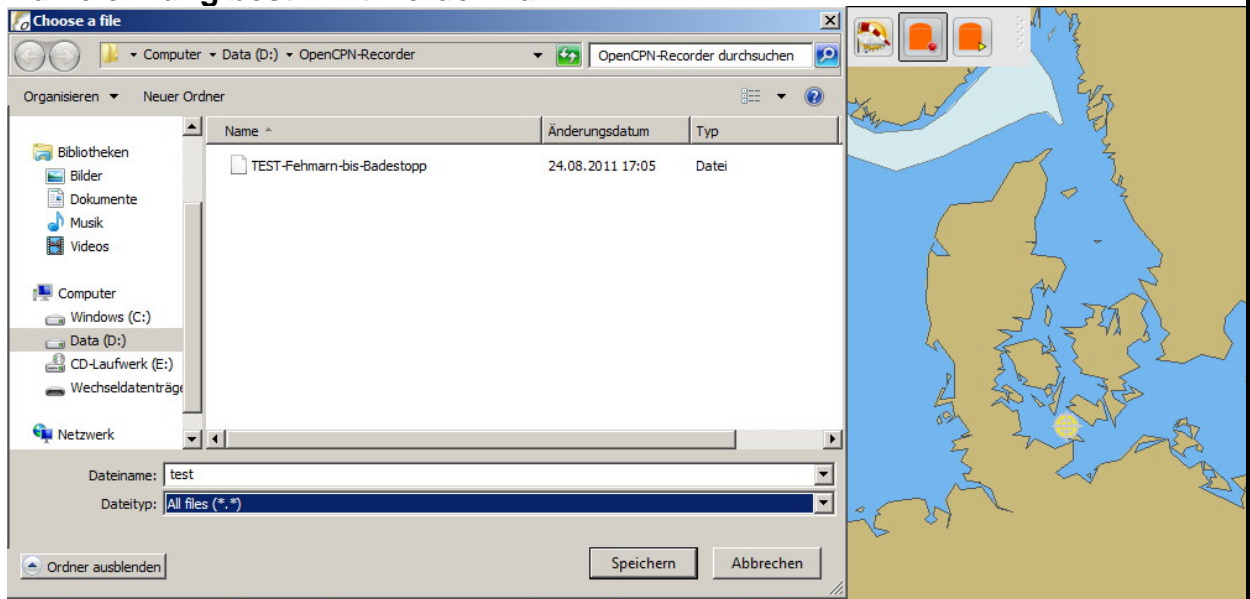 Choose a file
Computer Data (D:) OpenCPN-Recorder OpenCPN-Recorder durchsuchen
Organisieren Neuer Ordner
Name Änderungsdatum Typ
TEST-Fehmarn-bis-Badestopp 24.08.2011 17:05 Datei
Bibliotheken
Bilder
Dokumente
Musik
Videos
Computer
Windows (C:)
Data (D:)
CD-Laufwerk (E:)
Wechseldatenträge
Netzwerk
Dateiname: test
Dateityp: All files (*.*)
Ordner ausblenden Speichern Abbrechen